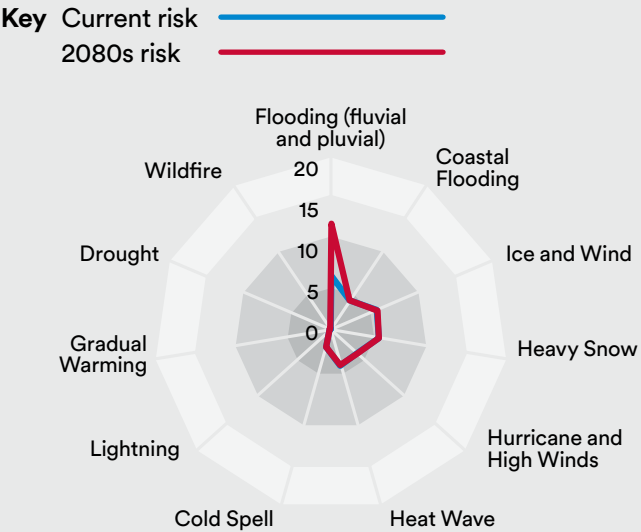 Key Current risk
2080s risk
Flooding (fluvial
and pluvial)
Coastal
Flooding
Ice and Wind
Heavy Snow
Hurricane and
High Winds
Heat Wave
Cold Spell
Lightning
Gradual
Warming
Drought
Wildfire
20
15
10
5
0